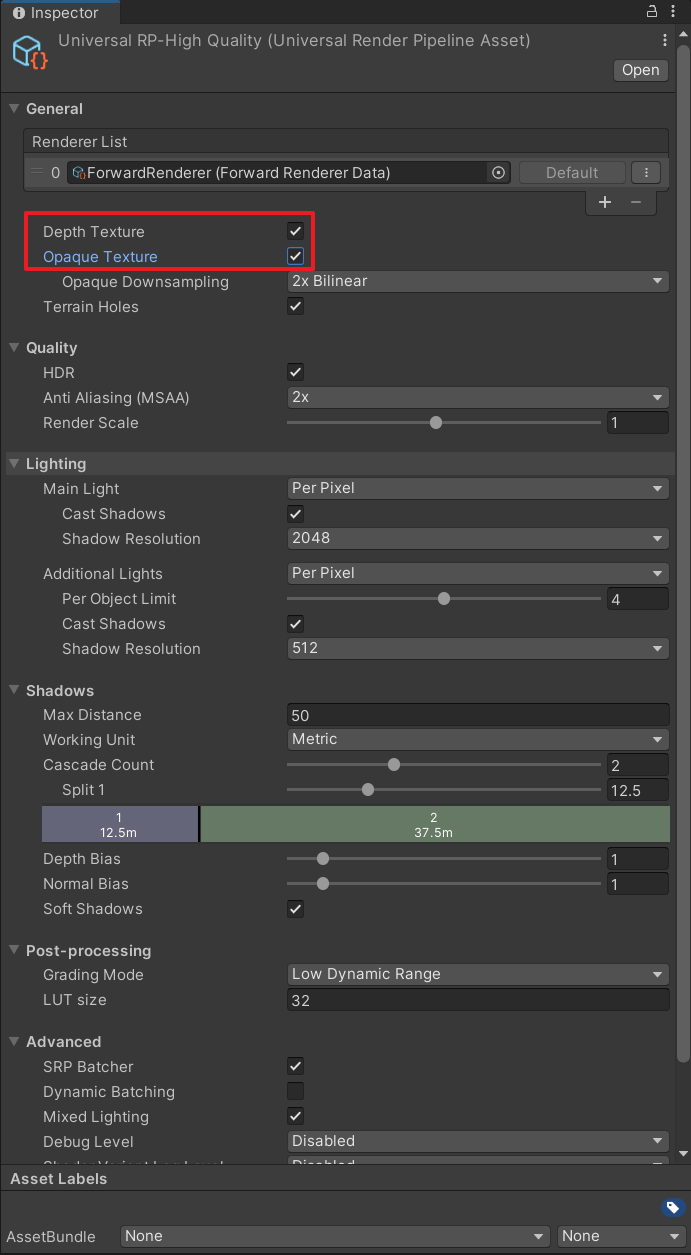 Inspector
Universal RP-High Quality (Universal Render Pipeline Asset)
Open
General
Renderer List
0 ForwardRenderer (Forward Renderer Data) Default
Depth Texture
Opaque Texture
Opaque Downsampling 2x Bilinear
Terrain Holes
Quality
HDR
Anti Aliasing (MSAA) 2x
Render Scale 1
Lighting
Main Light Per Pixel
Cast Shadows
Shadow Resolution 2048
Additional Lights Per Pixel
Per Object Limit 4
Cast Shadows
Shadow Resolution 512
Shadows
Max Distance 50
Working Unit Metric
Cascade Count 2
Split 1 12.5
1 2
12.5m 37.5m
Depth Bias 1
Normal Bias 1
Soft Shadows
Post-processing
Grading Mode Low Dynamic Range
LUT size 32
Advanced
SRP Batcher
Dynamic Batching
Mixed Lighting
Debug Level Disabled
Asset Labels
AssetBundle None None